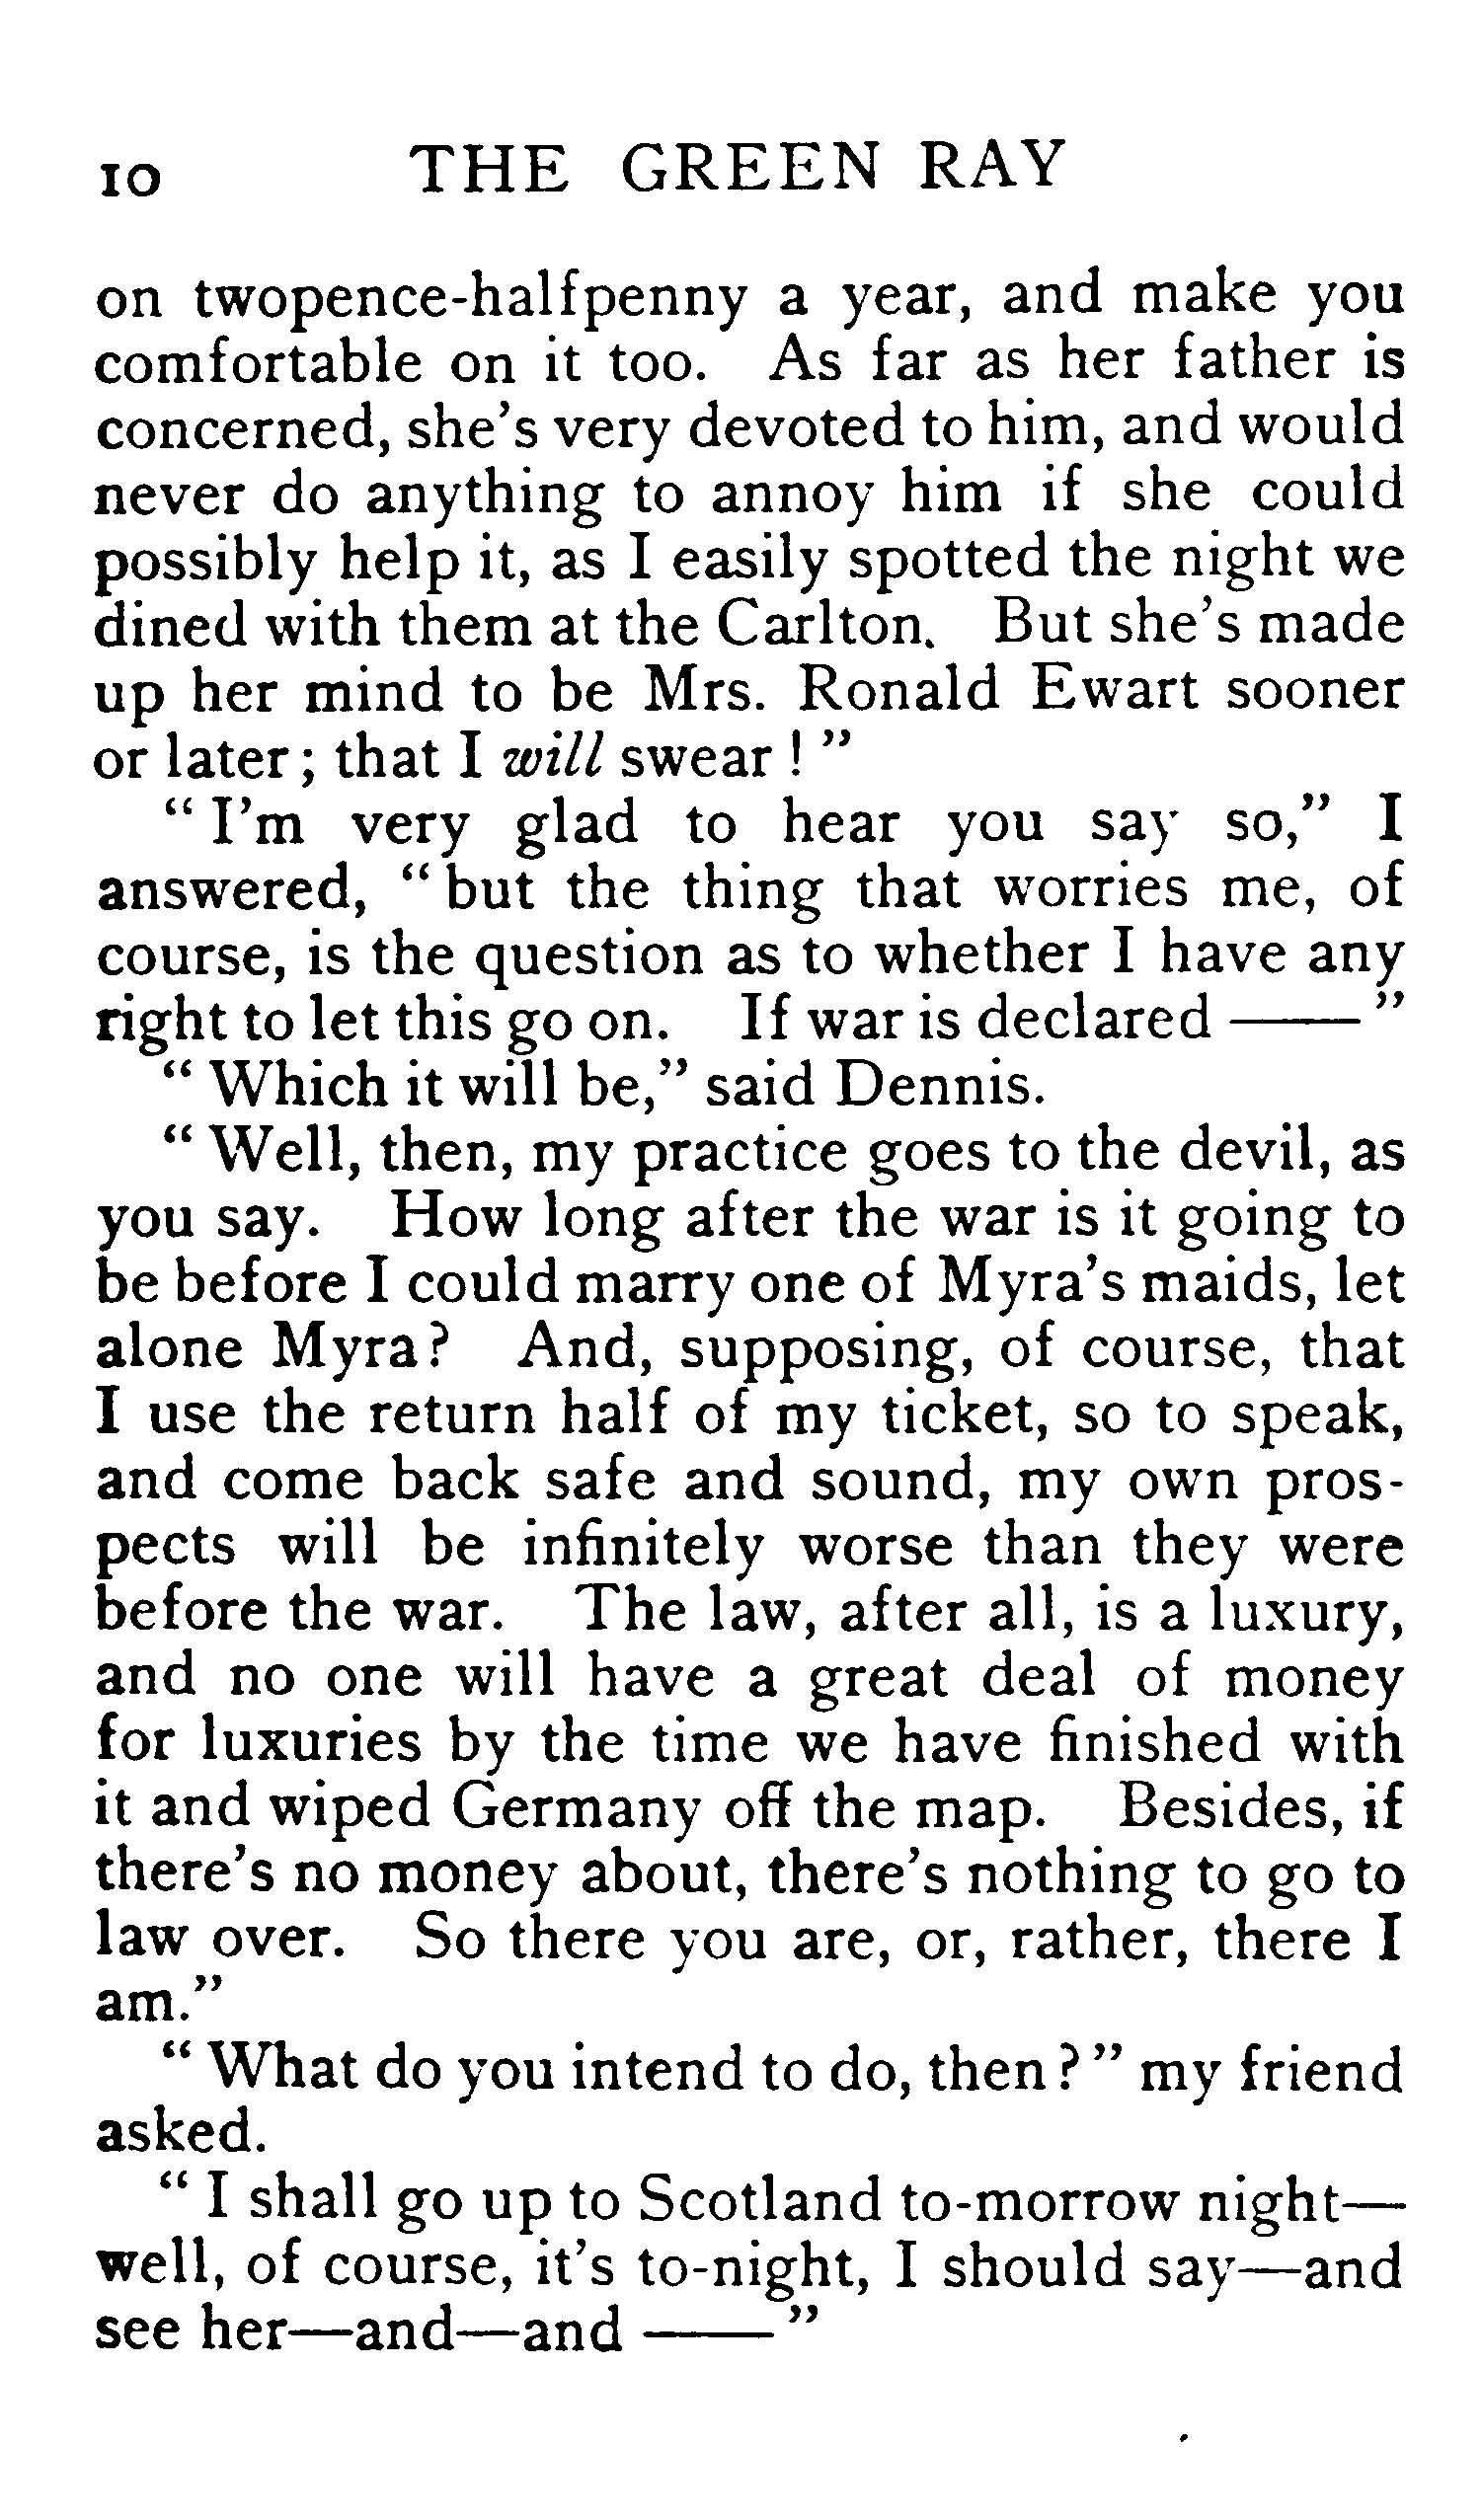 10 THE GREEN RAY
on twopence-halfpenny a year, and make you
comfortable on it too. As far as her father is
concerned, she's very devoted to him, and would
never do anything to annoy him if she could
possibly help it, as I easily spotted the night we
dined with them at the Carlton. But she's made
up her mind to be Mrs. Ronald Ewart sooner
or later; that I will swear!"
"I'm very glad to hear you say so," I
answered, "but the thing that worries me, of
course, is the question as to whether I have any
right to let this go on. If war is declared ——"
"Which it will be," said Dennis.
"Well, then, my practice goes to the devil, as
you say. How long after the war is it going to
be before I could marry one of Myra's maids, let
alone Myra? And, supposing, of course, that
I use the return half of my ticket, so to speak,
and come back safe and sound, my own pros-
pects will be infinitely worse than they were
before the war. The law, after all, is a luxury,
and no one will have a great deal of money
for luxuries by the time we have finished with
it and wiped Germany off the map. Besides, if
there's no money about, there's nothing to go to
law over. So there you are, or, rather, there I
am."
"What do you intend to do, then?" my friend
asked.
"I shall go up to Scotland to-morrow night—
well, of course, it's to-night, I should say—and
see her—and—and ——"